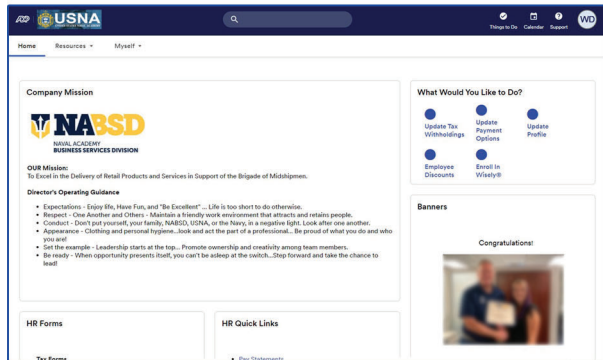 ADP USNA
Things to Do Calendar Support WD
Home Resources Myself
Company Mission
NABSD
NAVAL ACADEMY
BUSINESS SERVICES DIVISION
OUR Mission:
To Excel in the Delivery of Retail Products and Services in Support of the Brigade of Midshipmen.
Director's Operating Guidance
• Expectations - Enjoy life, Have Fun, and "Be Excellent" ... Life is too short to do otherwise.
• Respect - One Another and Others - Maintain a friendly work environment that attracts and retains people.
• Conduct - Don't put yourself, your family, NABSD, USNA, or the Navy, in a negative light. Look after one another.
• Appearance - Clothing and personal hygiene...look and act the part of a professional... Be proud of what you do and who
you are!
• Set the example - Leadership starts at the top... Promote ownership and creativity among team members.
• Be ready - When opportunity presents itself, you can't be asleep at the switch...Step forward and take the chance to
lead!
What Would You Like to Do?
Update Tax
Withholdings
Update
Payment
Options
Update
Profile
Employee
Discounts
Enroll In
Wisely®
Banners
Congratulations!
HR Forms
Tax Forms
HR Quick Links
• Pay Statements